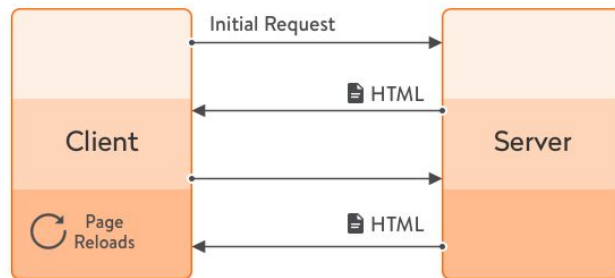 Initial Request
HTML
Client
Server
HTML
Page
Reloads